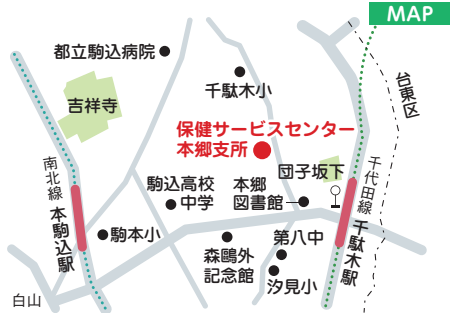 MAP
都立駒込病院
千駄木小
台東区
吉祥寺
保健サービスセンター
本郷支所
南北線
本駒込駅
駒込高校
中学
本郷
図書館
団子坂下
千代田線
千駄木駅
駒本小
森鷗外
記念館
第八中
汐見小
白山